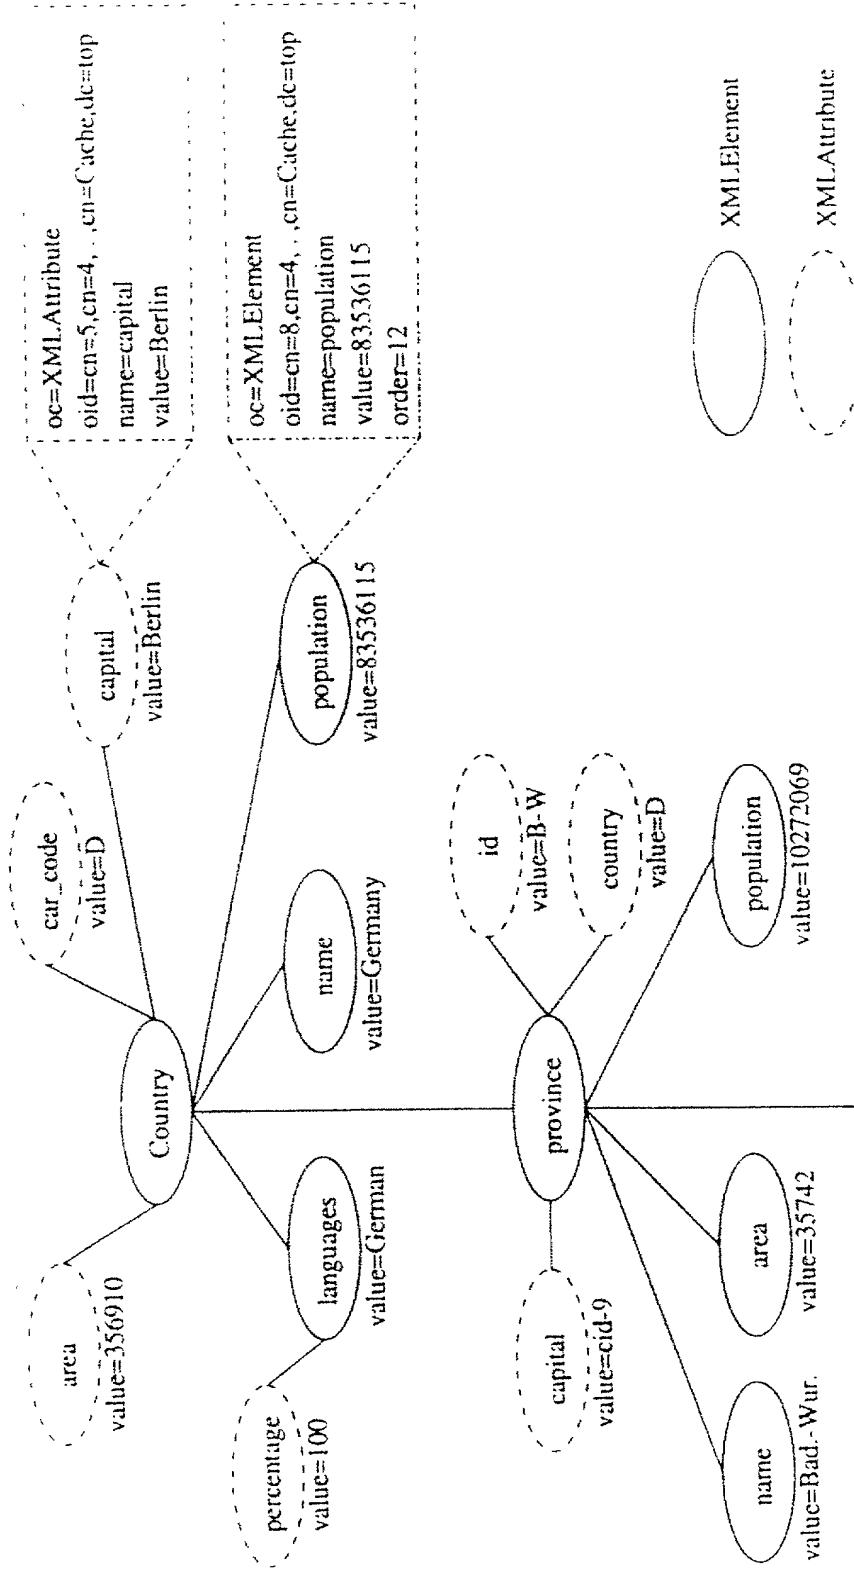 area
value=356910
car_code
value=D
capital
value=Berlin
oc=XMLAttribute
oid=cn=5,cn=4,..,cn=Cache,dc=top
name=capital
value=Berlin
Country
percentage
value=100
languages
value=German
name
value=Germany
population
value=83536115
oc=XMLElement
oid=cn=8,cn=4,..,cn=Cache,dc=top
name=population
value=83536115
order=12
capital
value=cid-9
province
id
value=B-W
country
value=D
name
value=Bad.-Wur.
area
value=35742
population
value=10272069
XMLElement
XMLAttribute